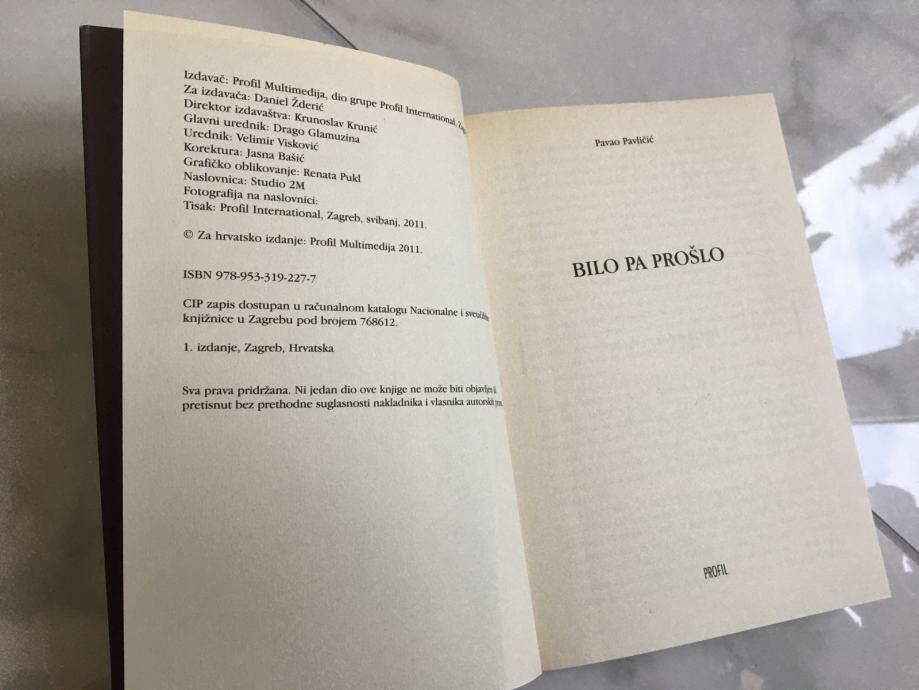 Izdavač: Profil Multimedija, dio grupe Profil International,
Za izdavača: Daniel Žderić
Direktor izdavaštva: Krunoslav Krunić
Glavni urednik: Drago Glamuzina
Urednik: Velimir Visković
Korektura: Jasna Bašić
Grafičko oblikovanje: Renata Pukl
Naslovnica: Studio 2M
Fotografija na naslovnici:
Tisak: Profil International, Zagreb, svibanj, 2011.
© Za hrvatsko izdanje: Profil Multimedija 2011.
ISBN 978-953-319-227-7
CIP zapis dostupan u računalnom katalogu Nacionalne i
knjižnice u Zagrebu pod brojem 768612.
1. izdanje, Zagreb, Hrvatska
Sva prava pridržana. Ni jedan dio ove knjige ne može biti
pretisnut bez prethodne suglasnosti nakladnika i vlasnika autorskih
Pavao Pavličić
BILO PA PROŠLO
PROFIL